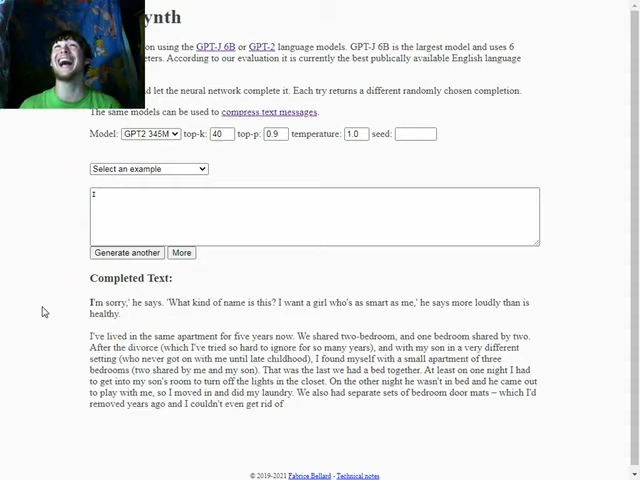 ynth
on using the GPT-J 6B or GPT-2 language models. GPT-J 6B is the largest model and uses 6
eters. According to our evaluation it is currently the best publically available English language
and let the neural network complete it. Each try returns a different randomly chosen completion.
The same models can be used to compress text messages.
Model: GPT2 345M top-k: 40 top-p: 0.9 temperature: 1.0 seed:
Select an example
I
Generate another More
Completed Text:
I'm sorry,' he says. 'What kind of name is this? I want a girl who's as smart as me,' he says more loudly than is
healthy.
I've lived in the same apartment for five years now. We shared two-bedroom, and one bedroom shared by two.
After the divorce (which I've tried so hard to ignore for so many years), and with my son in a very different
setting (who never got on with me until late childhood), I found myself with a small apartment of three
bedrooms (two shared by me and my son). That was the last we had a bed together. At least on one night I had
to get into my son's room to turn off the lights in the closet. On the other night he wasn't in bed and he came out
to play with me, so I moved in and did my laundry. We also had separate sets of bedroom door mats – which I'd
removed years ago and I couldn't even get rid of
© 2019-2021 Fabrice Bellard - Technical notes